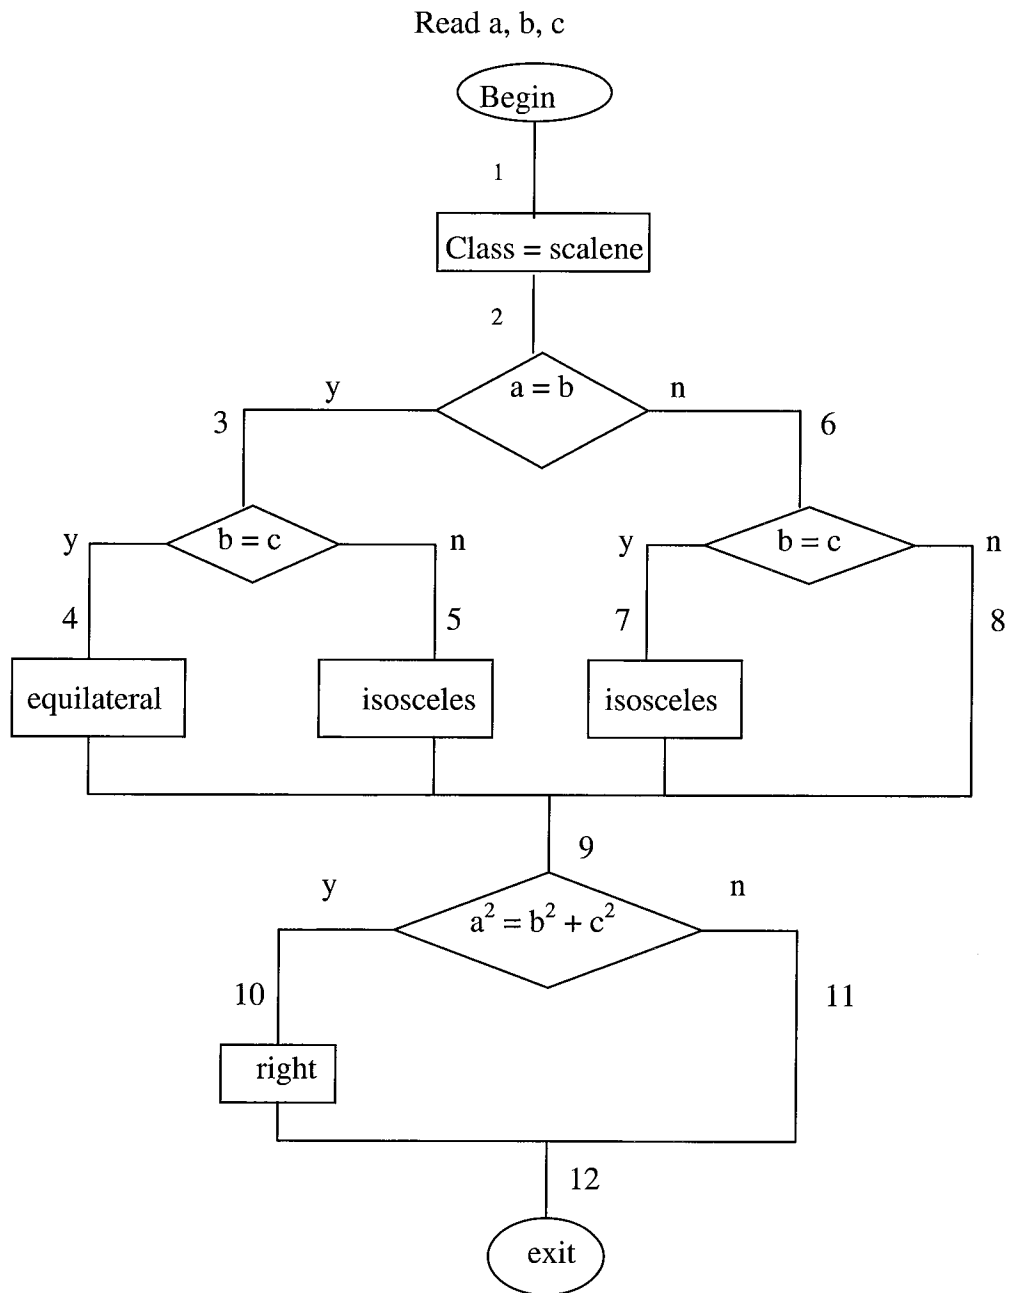 Read a, b, c
Begin
1
Class = scalene
2
a = b
y
n
3
6
b = c
y
n
b = c
y
n
4
5
7
8
equilateral
isosceles
isosceles
9
y
n
a² = b² + c²
10
11
right
12
exit